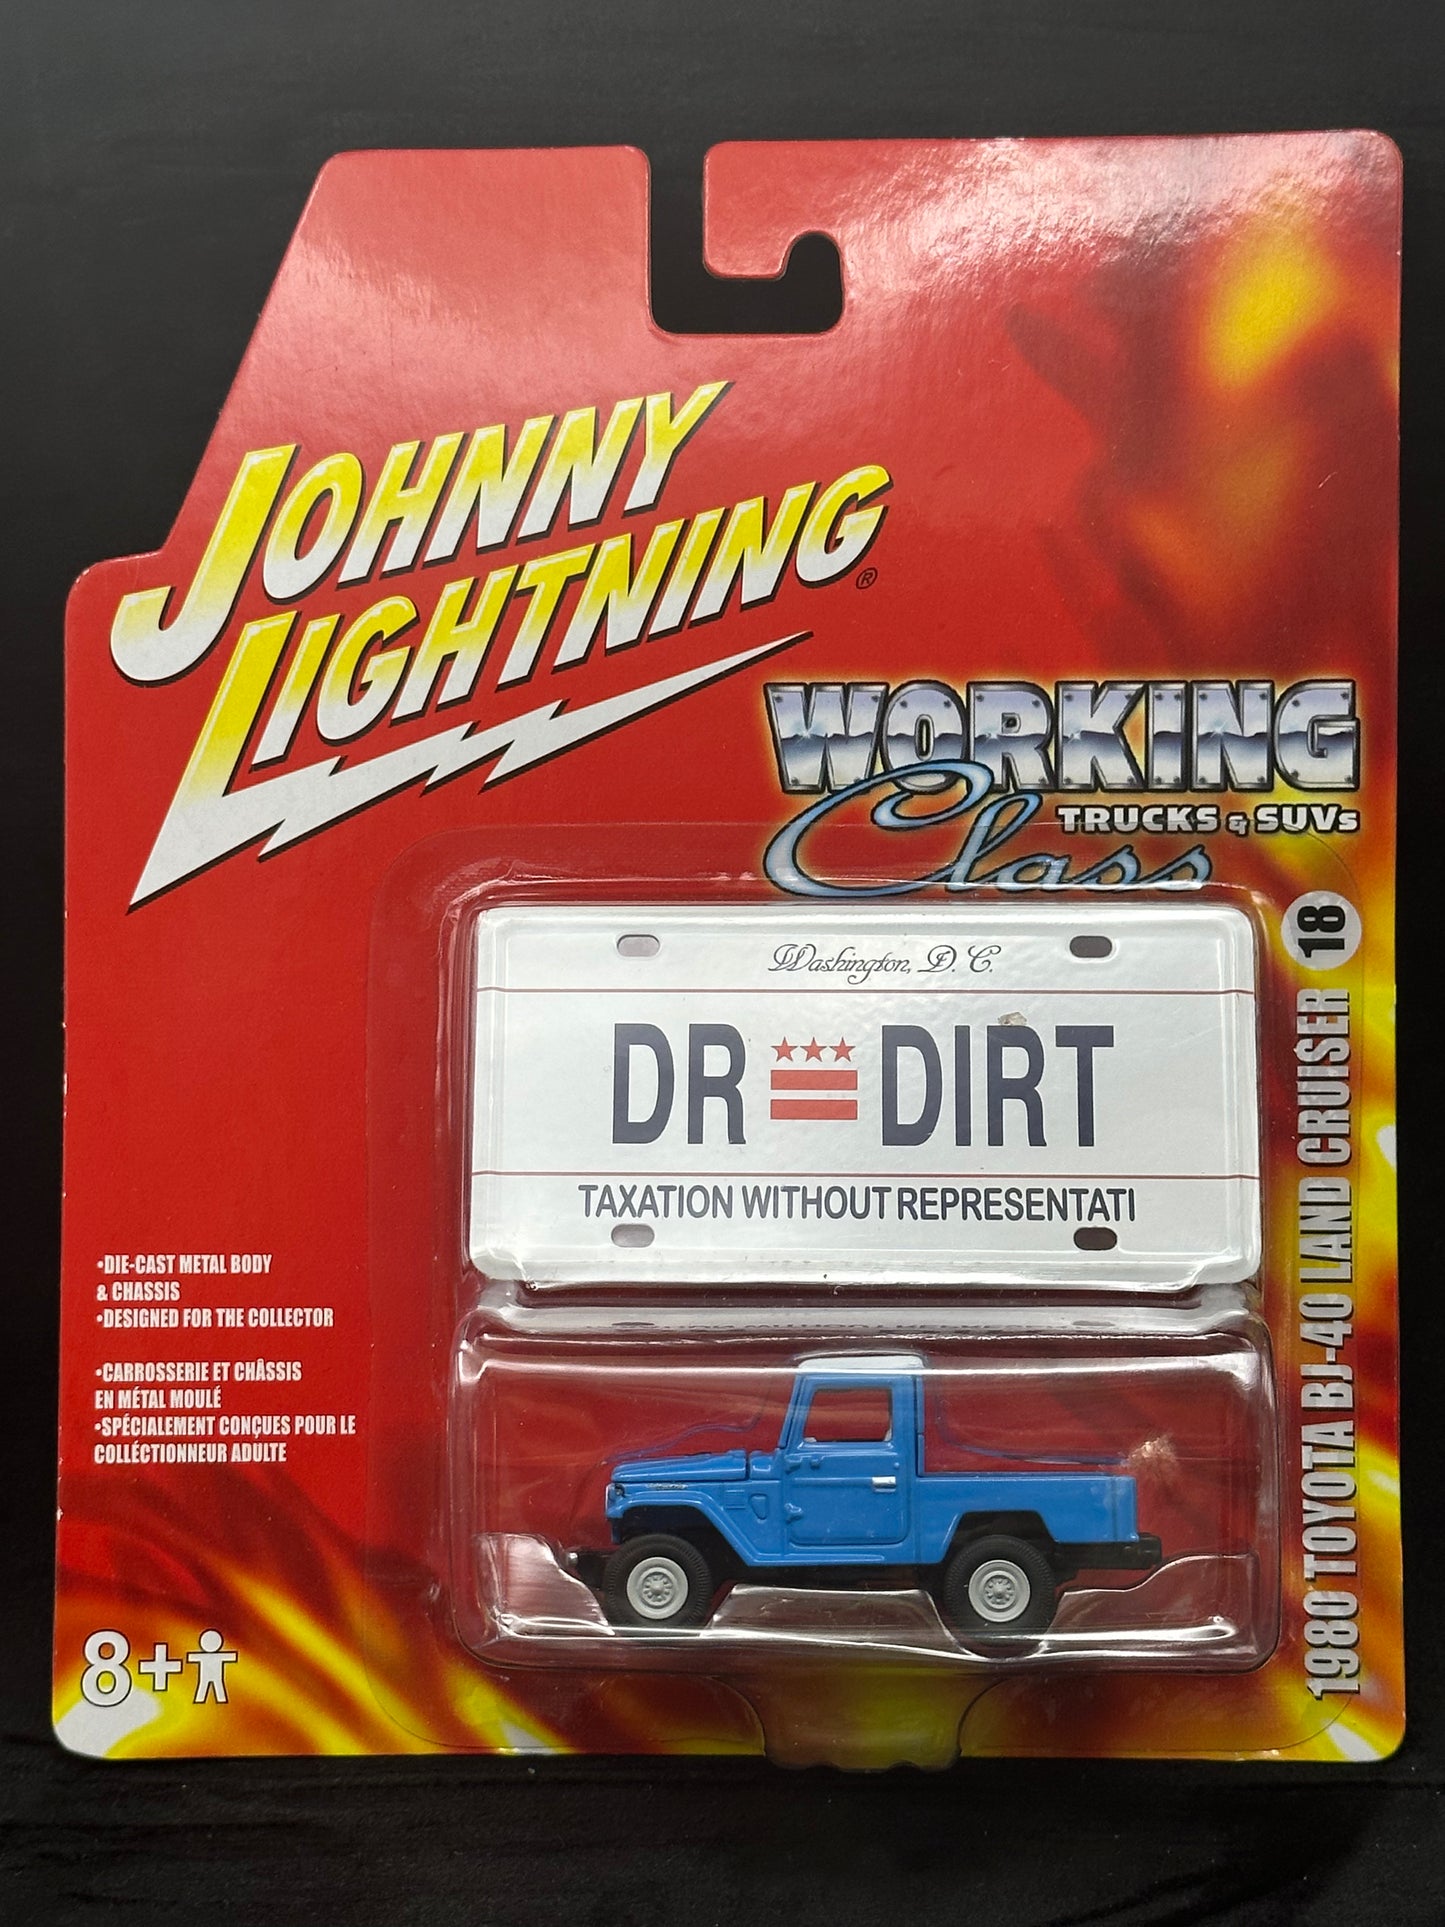 JOHNNY
LIGHTNING®
WORKING
Class
TRUCKS & SUVs
18
1980 TOYOTA BJ-40 LAND CRUISER
Washington, D.C.
DR DIRT
TAXATION WITHOUT REPRESENTATI
•DIE-CAST METAL BODY
& CHASSIS
•DESIGNED FOR THE COLLECTOR
•CARROSSERIE ET CHÂSSIS
EN MÉTAL MOULÉ
•SPÉCIALEMENT CONÇUES POUR LE
COLLÉCTIONNEUR ADULTE
8+